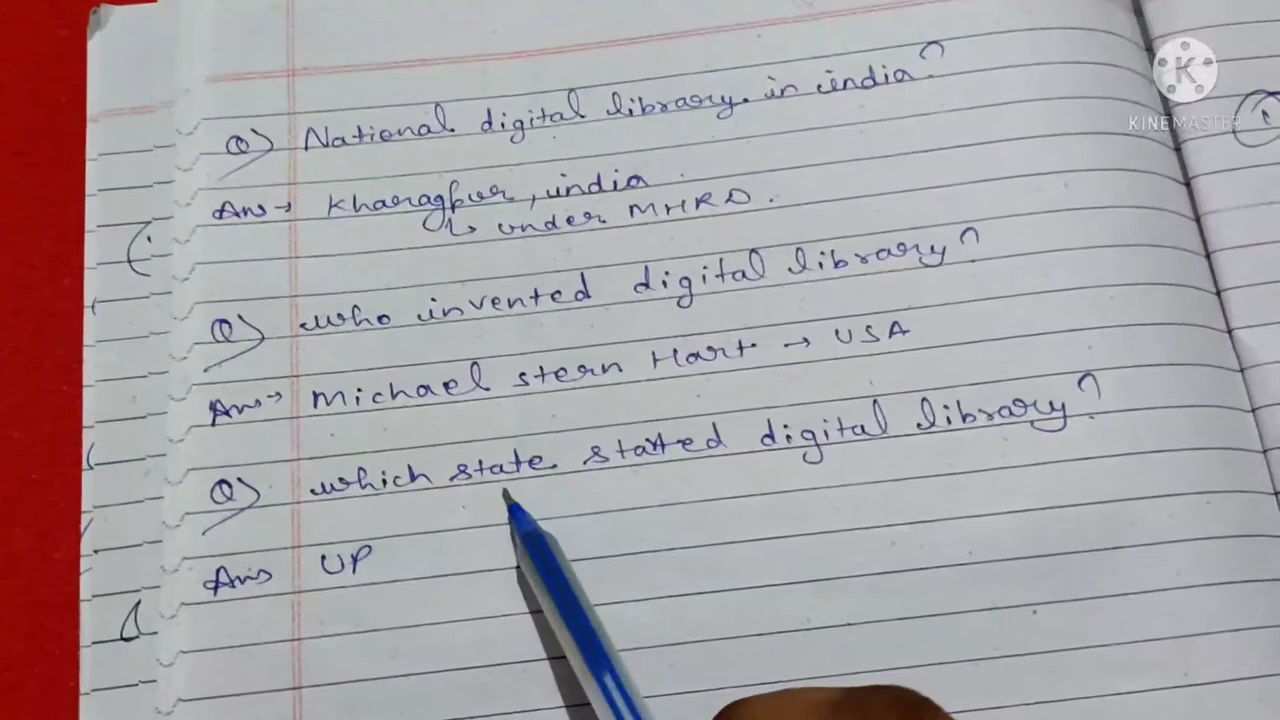 Q) National digital library in india?
Ans → Kharagpur, india
↳ under MHRD.
Q) who invented digital library?
Ans → Michael stern Hart → USA
Q) which state started digital library?
Ans UP
K
KINEMASTER